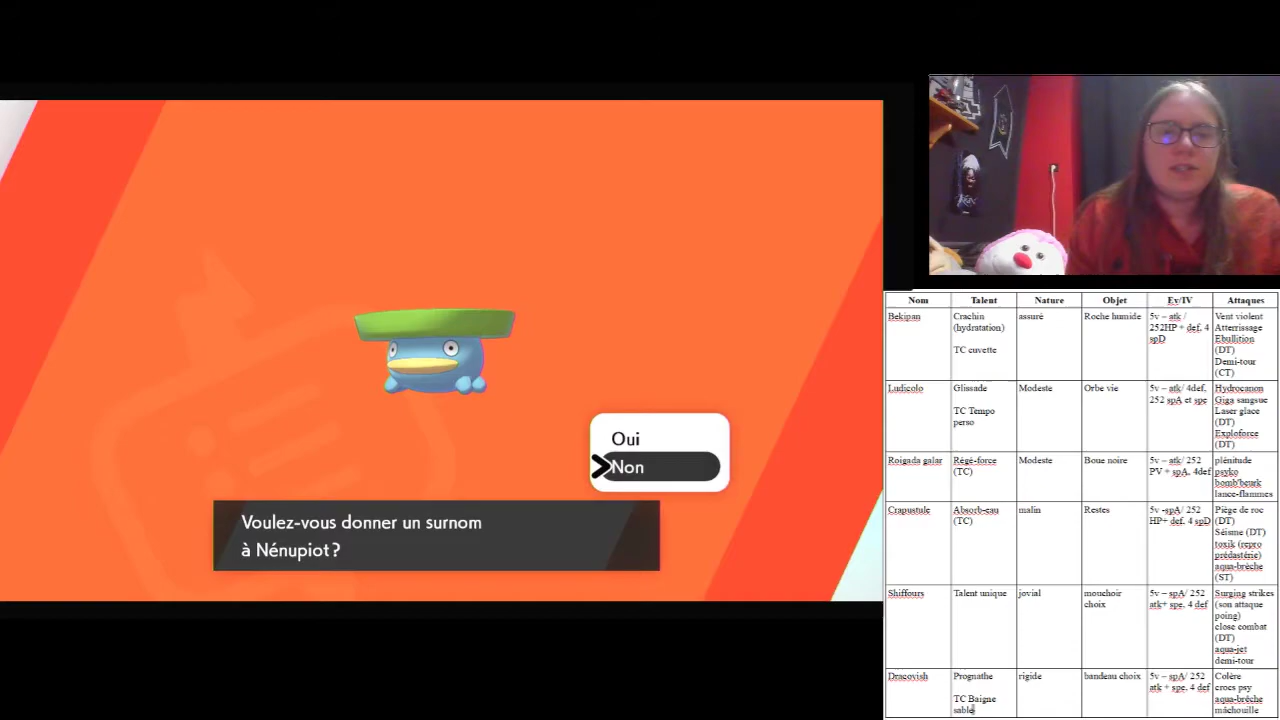 Oui
Non
Voulez-vous donner un surnom
à Nénupiot ?
Nom Talent Nature Objet Ev/IV Attaques
Bekipan
Crachin
(hydratation)
TC cuvette
assuré
Roche humide
5v – atk /
252HP + def. 4
spD
Vent violent
Atterrissage
Ebullition
(DT)
Demi-tour
(CT)
Ludicolo
Glissade
TC Tempo
perso
Modeste
Orbe vie
5v – atk/ 4def.
252 spA et spe
Hydrocanon
Giga sangsue
Laser glace
(DT)
Exploforce
(DT)
Roigada galar
Régé-force
(TC)
Modeste
Boue noire
5v – atk/ 252
PV + spA. 4def
plénitude
psyko
bomb'beurk
lance-flammes
Crapustule
Absorb-eau
(TC)
malin
Restes
5v -spA/ 252
HP+ def. 4 spD
Piège de roc
(DT)
Séisme (DT)
toxik (repro
prédastérie)
aqua-brèche
(ST)
Shiffours
Talent unique
jovial
mouchoir
choix
5v – spA/ 252
atk+ spe. 4 def
Surging strikes
(son attaque
poing)
close combat
(DT)
aqua-jet
demi-tour
Dracovish
Prognathe
TC Baigne
sable
rigide
bandeau choix
5v – spA/ 252
atk + spe. 4 def
Colère
crocs psy
aqua-brèche
mâchouille